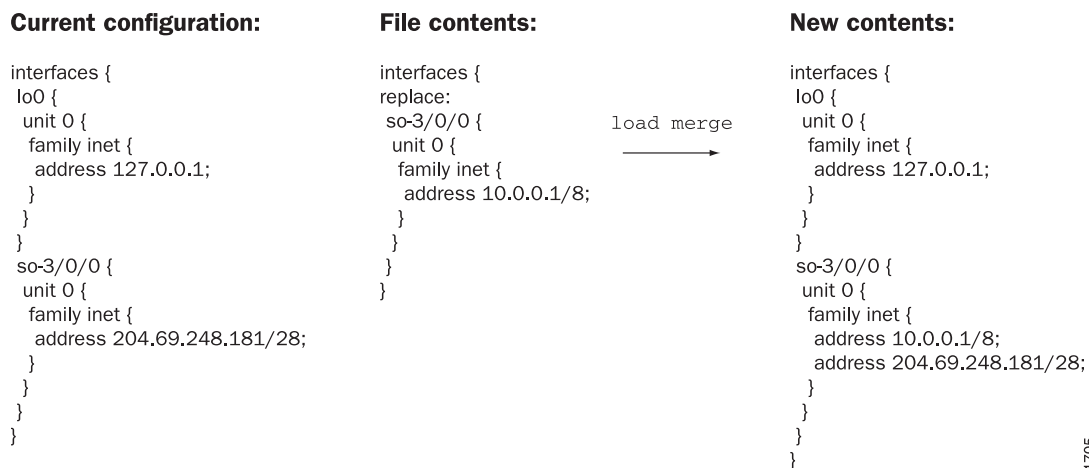 Current configuration:
interfaces {
lo0 {
unit 0 {
family inet {
address 127.0.0.1;
}
}
}
so-3/0/0 {
unit 0 {
family inet {
address 204.69.248.181/28;
}
}
}
}
File contents:
interfaces {
replace:
so-3/0/0 {
unit 0 {
family inet {
address 10.0.0.1/8;
}
}
}
}
load merge
New contents:
interfaces {
lo0 {
unit 0 {
family inet {
address 127.0.0.1;
}
}
}
so-3/0/0 {
unit 0 {
family inet {
address 10.0.0.1/8;
address 204.69.248.181/28;
}
}
}
}